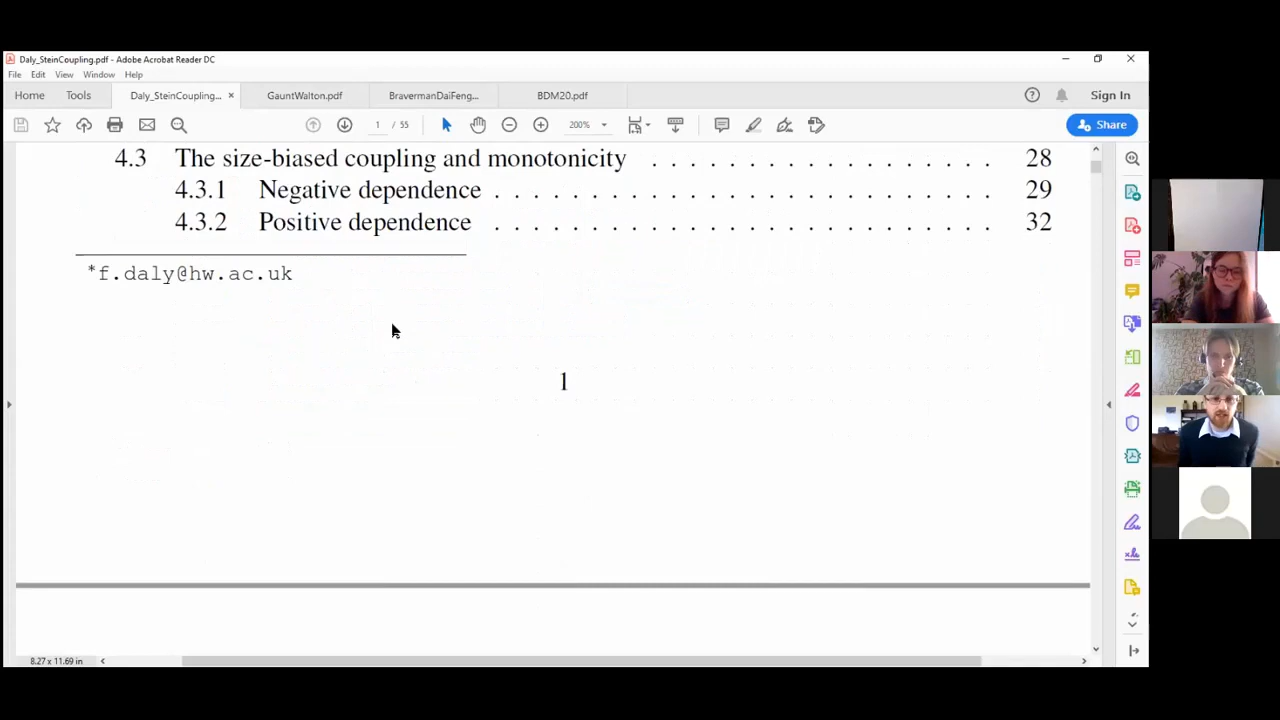 Daly_SteinCoupling.pdf - Adobe Acrobat Reader DC
File Edit View Window Help
Home Tools Daly_SteinCoupling... × GauntWalton.pdf BravermanDaiFeng... BDM20.pdf Sign In
1 / 55 200% Share
4.3 The size-biased coupling and monotonicity . . . . . . . . . . . . . . 28
4.3.1 Negative dependence . . . . . . . . . . . . . . . . . . . . 29
4.3.2 Positive dependence . . . . . . . . . . . . . . . . . . . . 32
*f.daly@hw.ac.uk
1
8.27 x 11.69 in